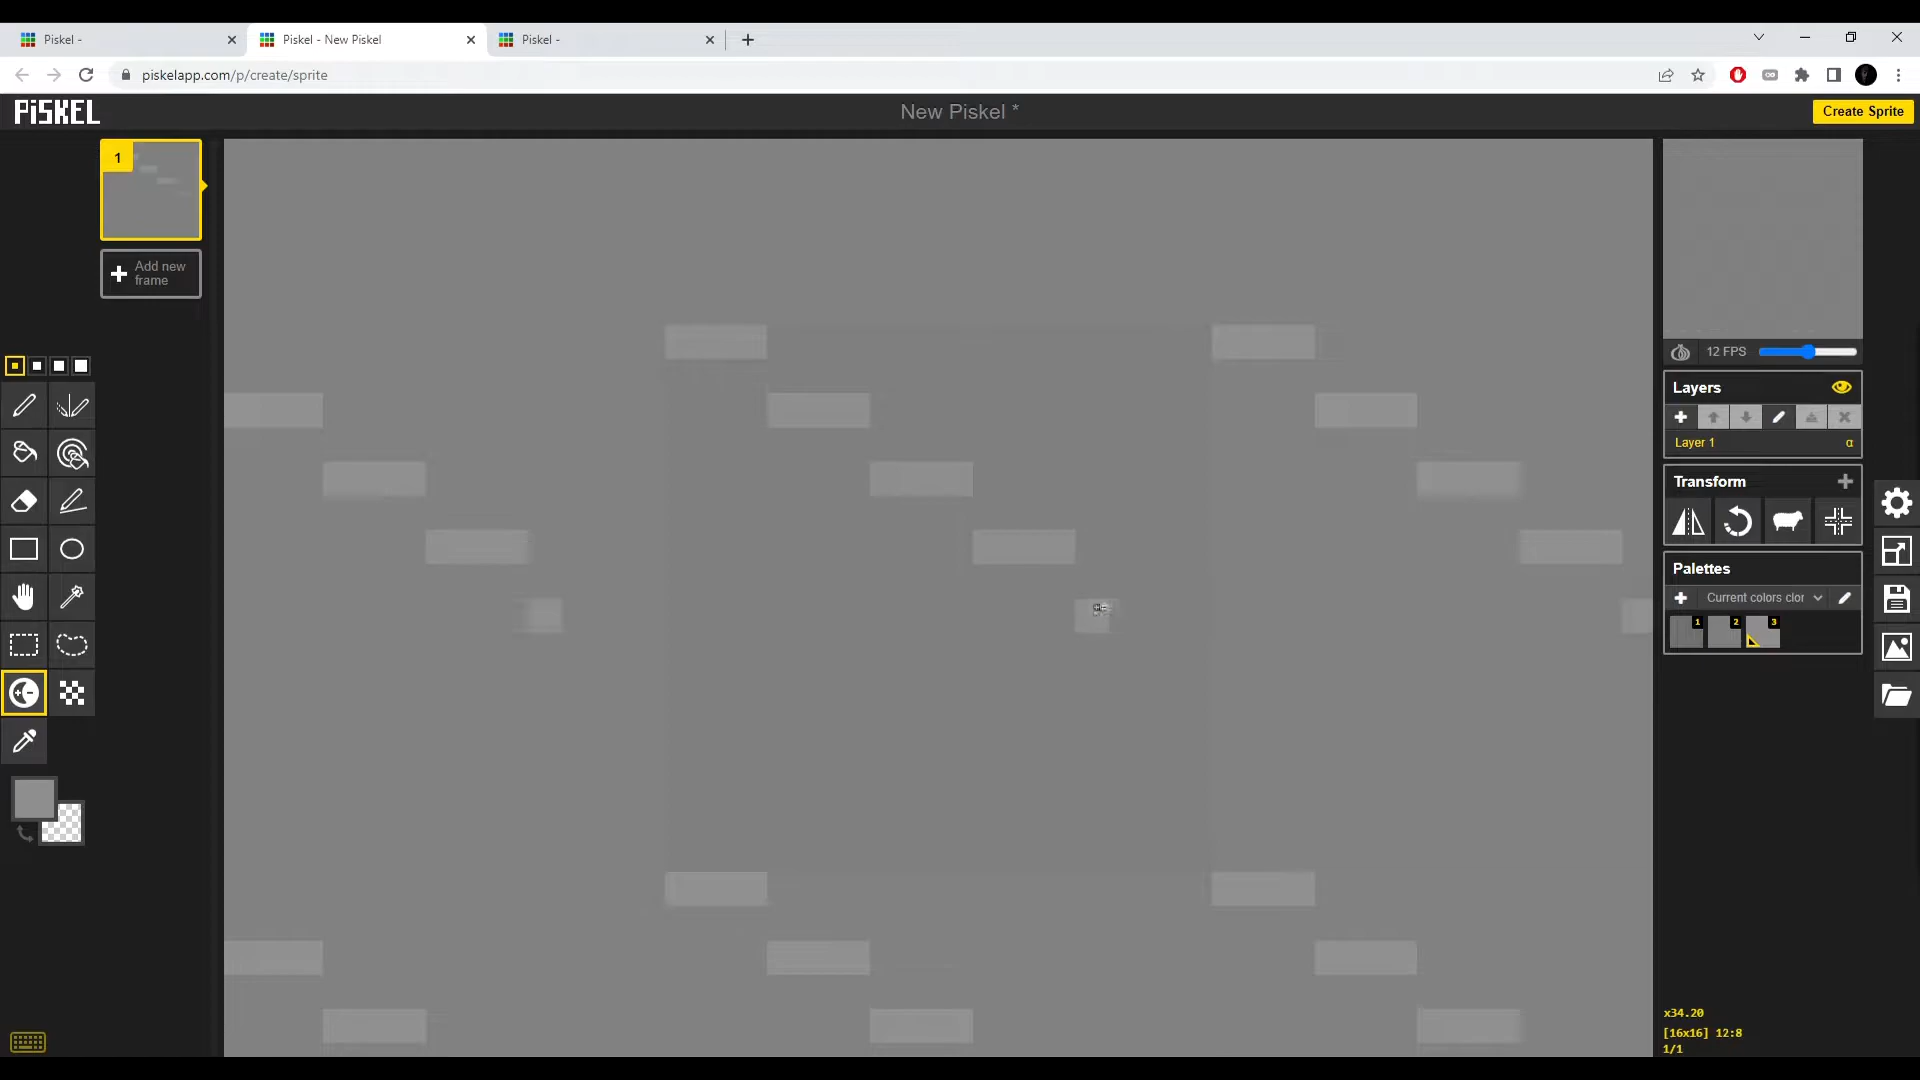 Piskel -
Piskel - New Piskel
Piskel -
piskelapp.com/p/create/sprite
PiSKEL
New Piskel *
Create Sprite
1
Add new
frame
12 FPS
Layers
Layer 1
α
Transform
Palettes
Current colors clor
1
2
3
x34.20
[16x16] 12:8
1/1